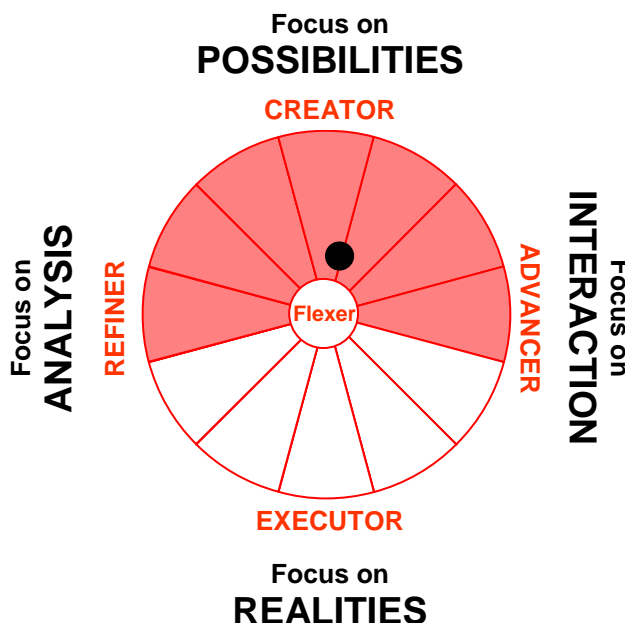 Focus on
POSSIBILITIES
CREATOR
Focus on
ANALYSIS
REFINER
Flexer
ADVANCER
INTERACTION
Focus on
EXECUTOR
Focus on
REALITIES